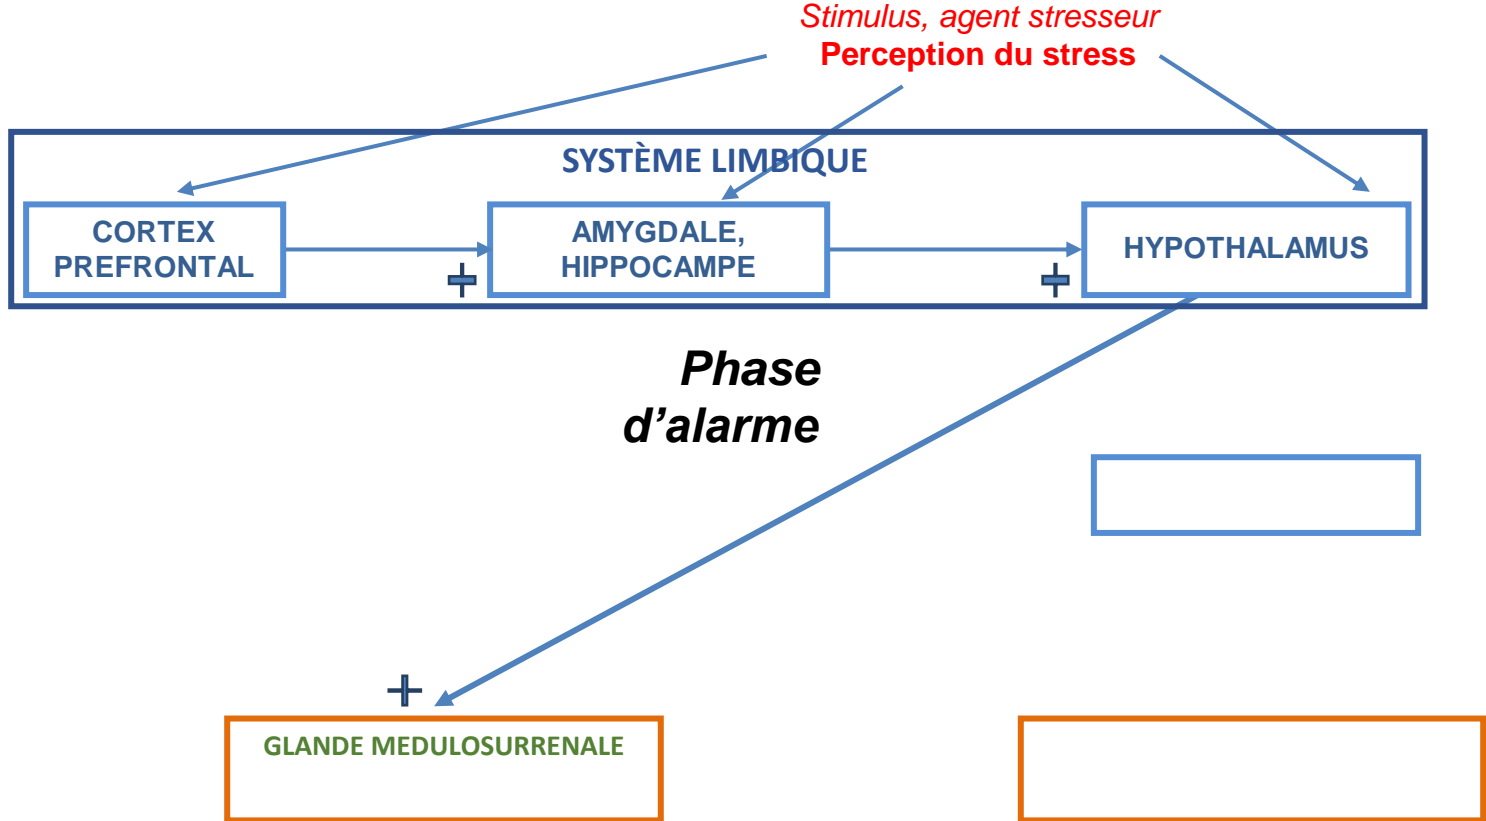 Stimulus, agent stresseur
Perception du stress
SYSTÈME LIMBIQUE
CORTEX
PREFRONTAL
AMYGDALE,
HIPPOCAMPE
HYPOTHALAMUS
Phase
d’alarme
GLANDE MEDULOSURRENALE